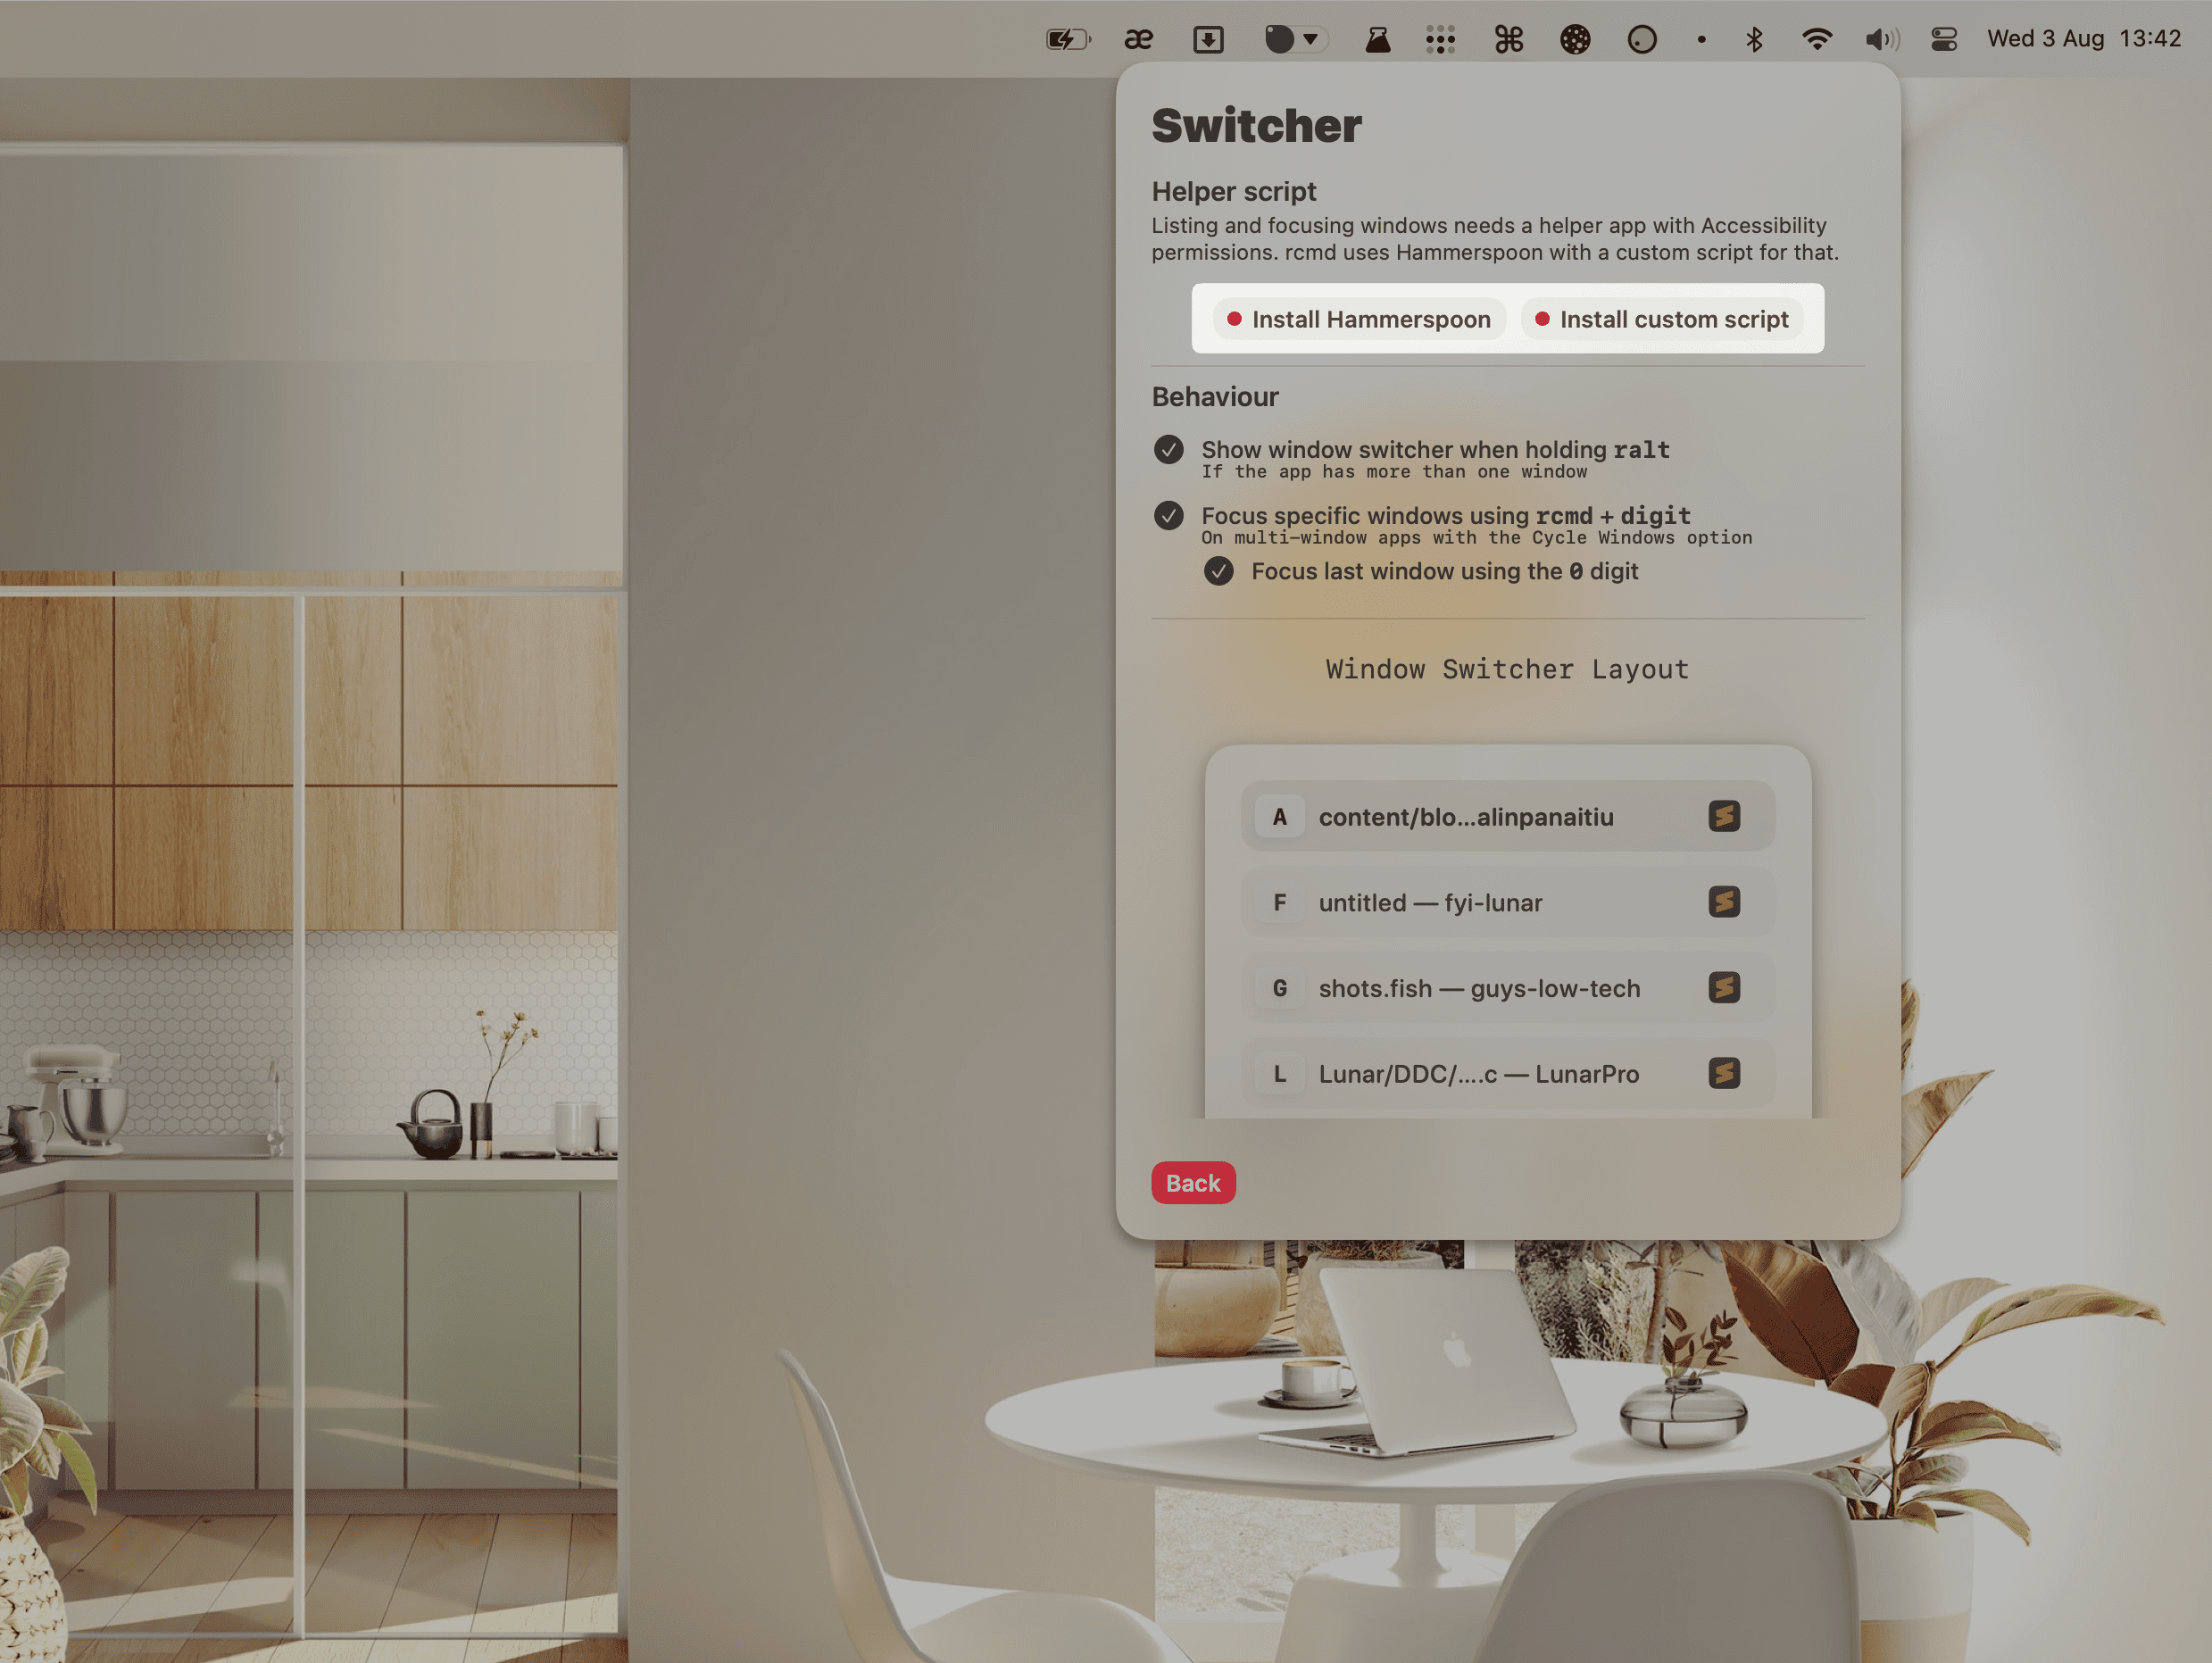 æ
Wed 3 Aug 13:42
Switcher
Helper script
Listing and focusing windows needs a helper app with Accessibility
permissions. rcmd uses Hammerspoon with a custom script for that.
Install Hammerspoon
Install custom script
Behaviour
Show window switcher when holding ralt
If the app has more than one window
Focus specific windows using rcmd + digit
On multi-window apps with the Cycle Windows option
Focus last window using the 0 digit
Window Switcher Layout
A content/blo...alinpanaitiu
F untitled — fyi-lunar
G shots.fish — guys-low-tech
L Lunar/DDC/....c — LunarPro
Back